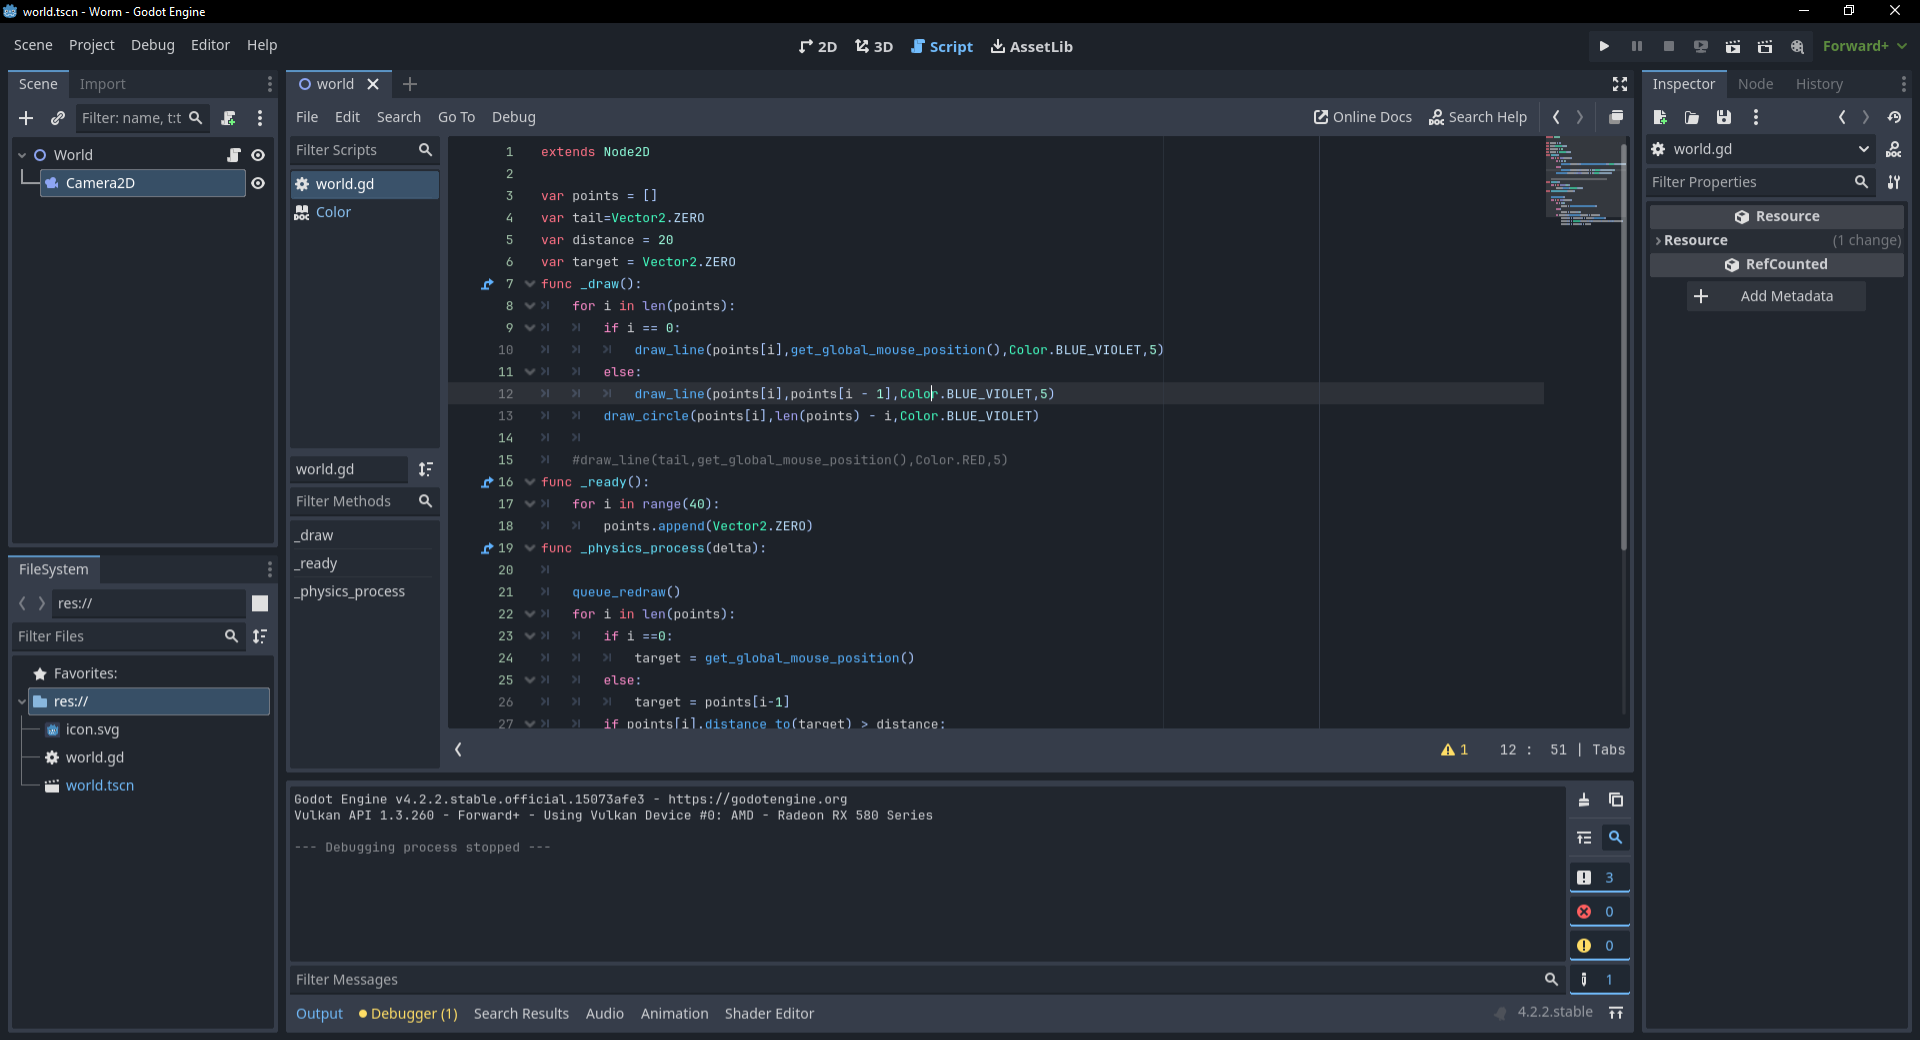 world.tscn - Worm - Godot Engine
Scene Project Debug Editor Help
2D 3D Script AssetLib
Forward+
Scene Import
Filter: name, t:t
World
Camera2D
FileSystem
res://
Filter Files
Favorites:
res://
icon.svg
world.gd
world.tscn
world
File Edit Search Go To Debug
Online Docs Search Help
Filter Scripts
world.gd
Color
world.gd
Filter Methods
_draw
_ready
_physics_process
1 extends Node2D
2
3 var points = []
4 var tail=Vector2.ZERO
5 var distance = 20
6 var target = Vector2.ZERO
7 func _draw():
8 for i in len(points):
9 if i == 0:
10 draw_line(points[i],get_global_mouse_position(),Color.BLUE_VIOLET,5)
11 else:
12 draw_line(points[i],points[i - 1],Color.BLUE_VIOLET,5)
13 draw_circle(points[i],len(points) - i,Color.BLUE_VIOLET)
14
15 #draw_line(tail,get_global_mouse_position(),Color.RED,5)
16 func _ready():
17 for i in range(40):
18 points.append(Vector2.ZERO)
19 func _physics_process(delta):
20
21 queue_redraw()
22 for i in len(points):
23 if i ==0:
24 target = get_global_mouse_position()
25 else:
26 target = points[i-1]
27 if points[i].distance_to(target) > distance:
1 12 : 51 | Tabs
Godot Engine v4.2.2.stable.official.15073afe3 - https://godotengine.org
Vulkan API 1.3.260 - Forward+ - Using Vulkan Device #0: AMD - Radeon RX 580 Series
--- Debugging process stopped ---
3
0
0
1
Filter Messages
Output Debugger (1) Search Results Audio Animation Shader Editor
4.2.2.stable
Inspector Node History
world.gd
Filter Properties
Resource
Resource (1 change)
RefCounted
Add Metadata